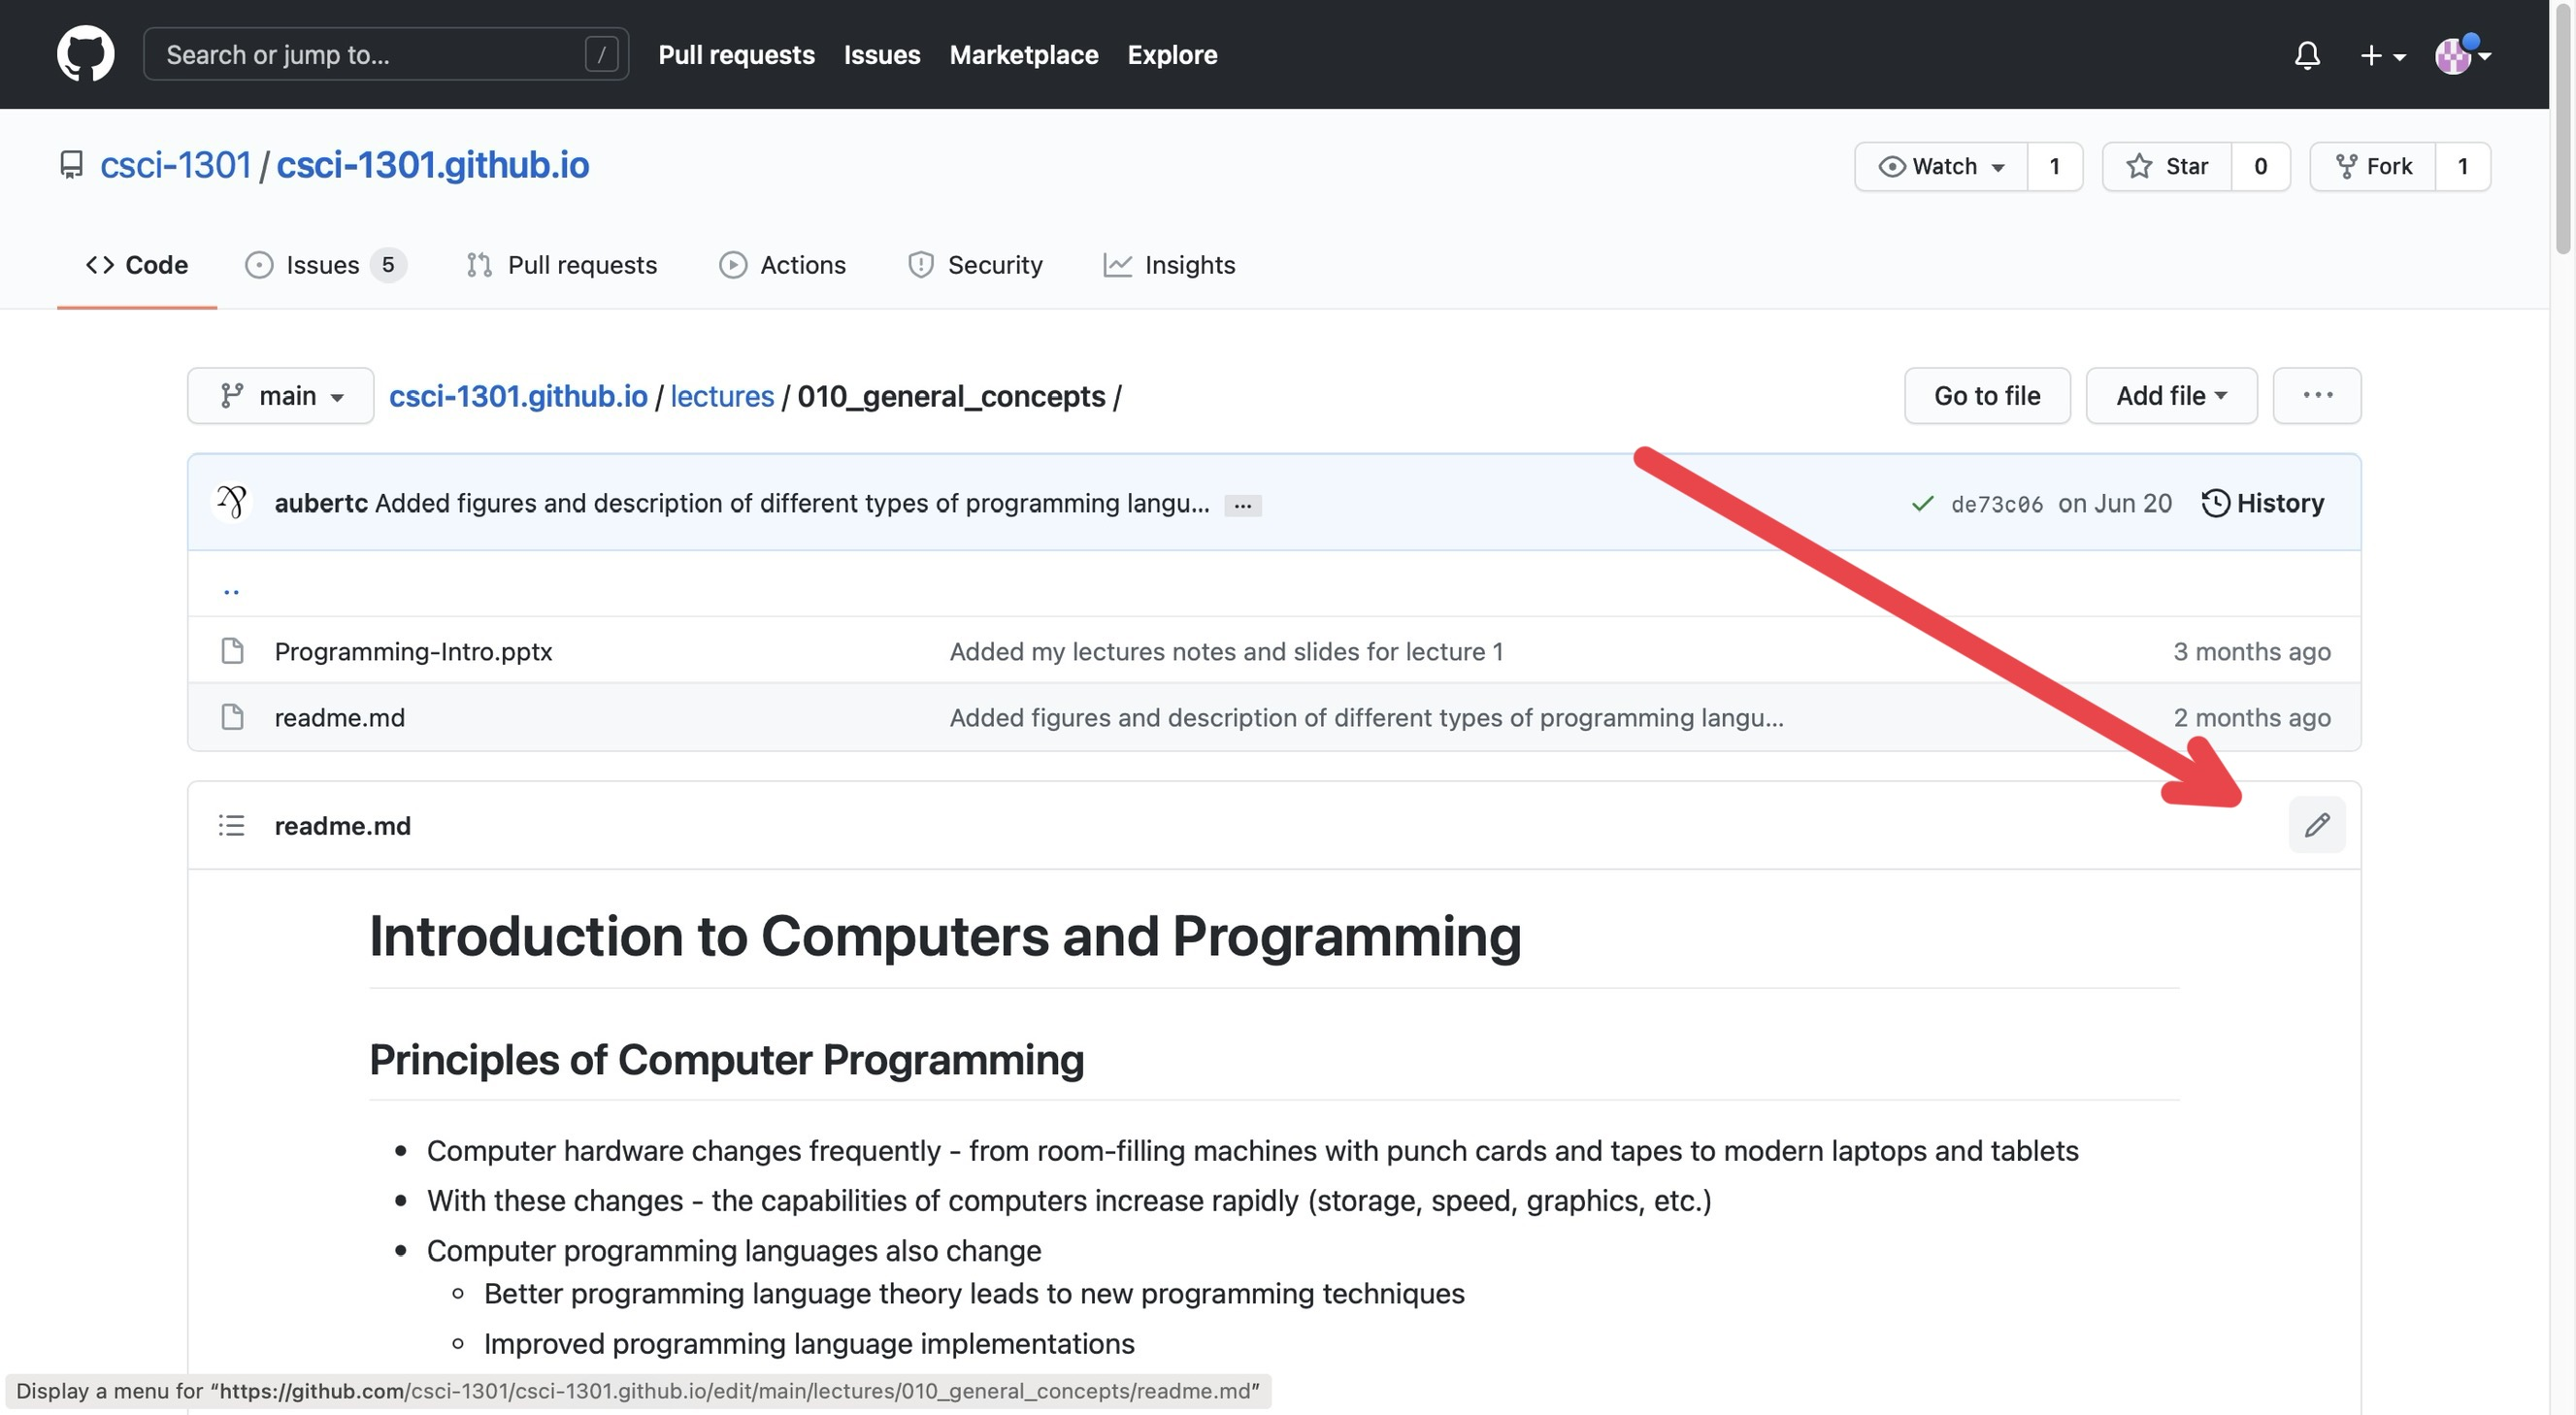 Search or jump to... / Pull requests Issues Marketplace Explore
csci-1301 / csci-1301.github.io Watch 1 Star 0 Fork 1
Code Issues 5 Pull requests Actions Security Insights
main csci-1301.github.io / lectures / 010_general_concepts / Go to file Add file ...
aubertc Added figures and description of different types of programming langu... ... de73c06 on Jun 20 History
..
Programming-Intro.pptx Added my lectures notes and slides for lecture 1 3 months ago
readme.md Added figures and description of different types of programming langu... 2 months ago
readme.md
Introduction to Computers and Programming
Principles of Computer Programming
• Computer hardware changes frequently - from room-filling machines with punch cards and tapes to modern laptops and tablets
• With these changes - the capabilities of computers increase rapidly (storage, speed, graphics, etc.)
• Computer programming languages also change
◦ Better programming language theory leads to new programming techniques
◦ Improved programming language implementations
Display a menu for “https://github.com/csci-1301/csci-1301.github.io/edit/main/lectures/010_general_concepts/readme.md”